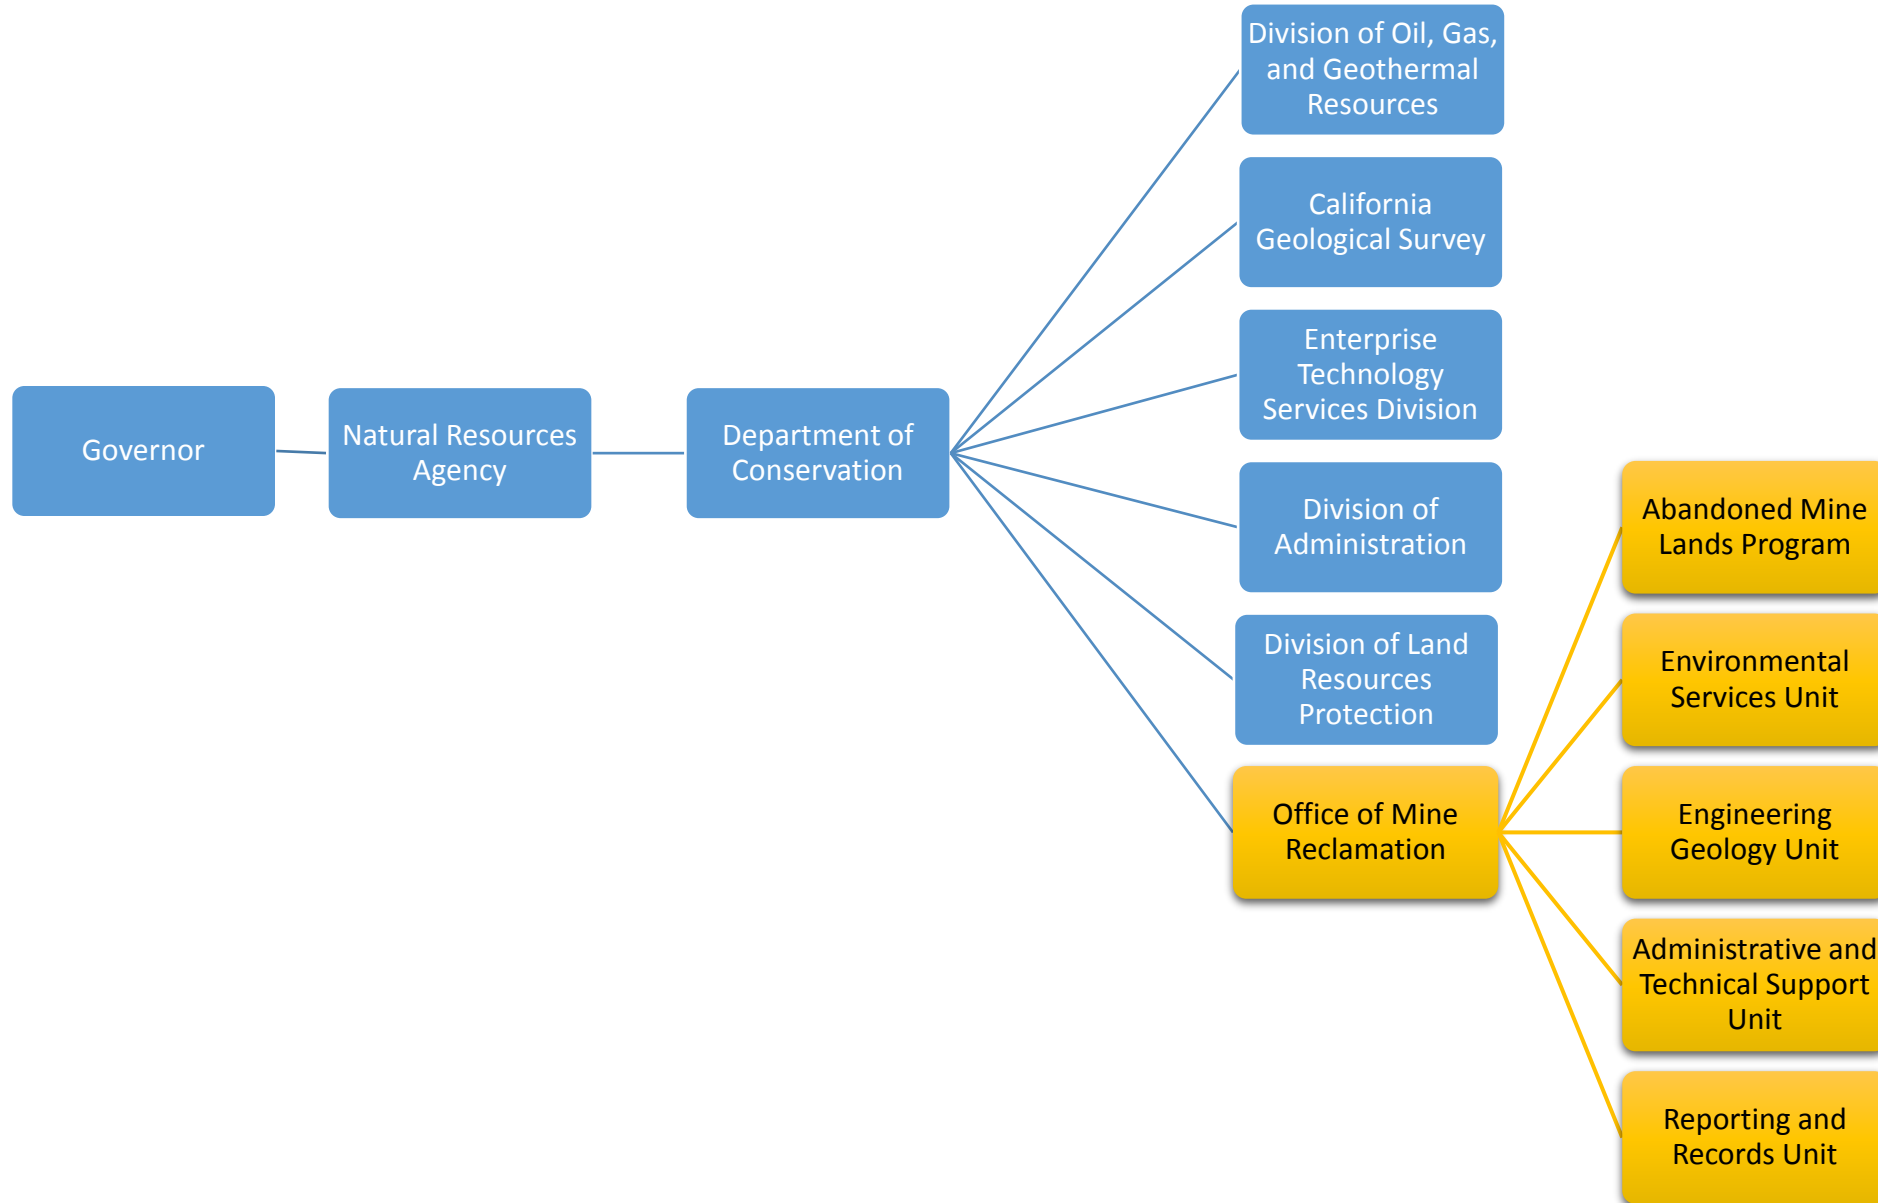 Governor
Natural Resources
Agency
Department of
Conservation
Division of Oil, Gas,
and Geothermal
Resources
California
Geological Survey
Enterprise
Technology
Services Division
Division of
Administration
Division of Land
Resources
Protection
Office of Mine
Reclamation
Abandoned Mine
Lands Program
Environmental
Services Unit
Engineering
Geology Unit
Administrative and
Technical Support
Unit
Reporting and
Records Unit